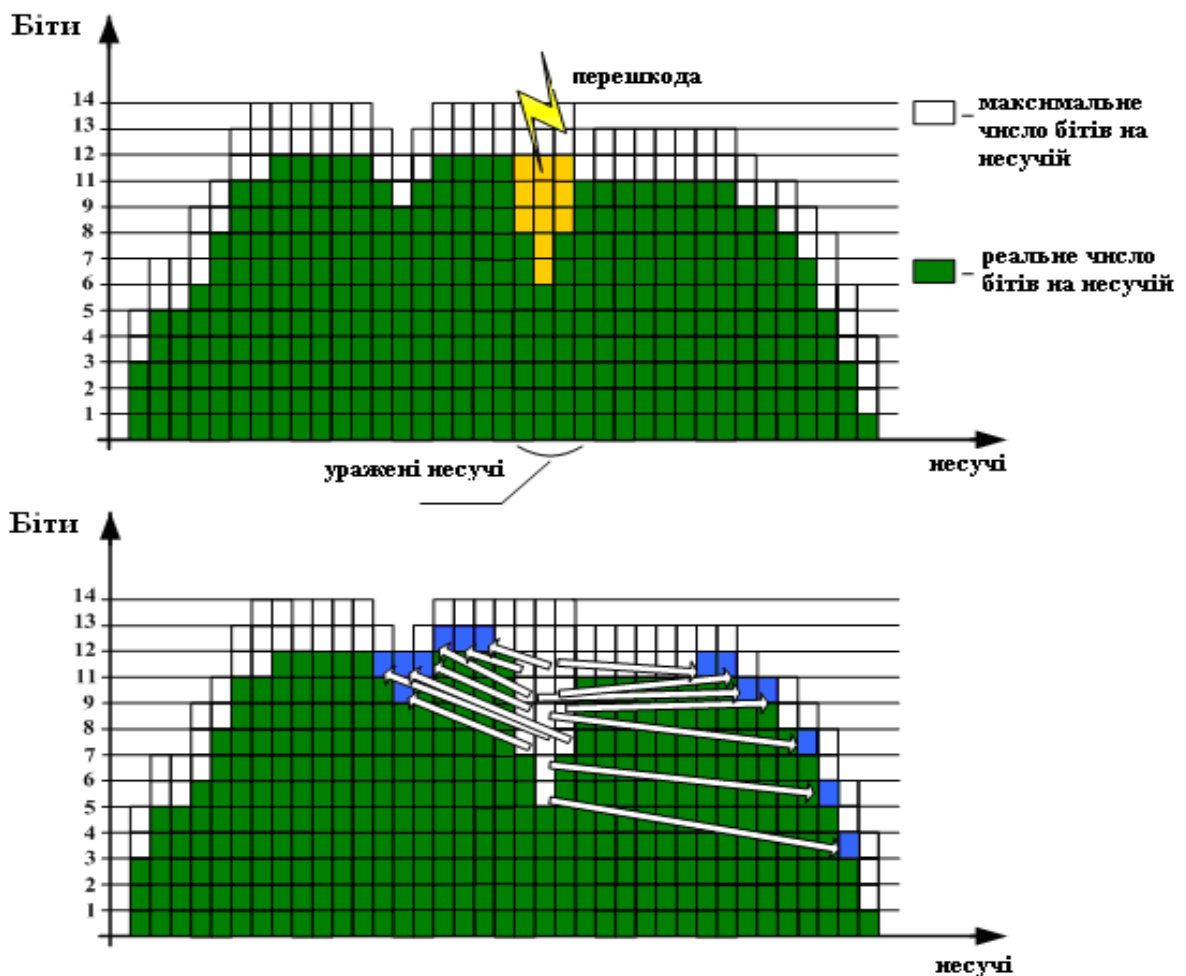 Біти
перешкода
14
13
12
11
9
8
7
6
5
4
3
2
1
– максимальне
число бітів на
несучій
– реальне число
бітів на несучій
уражені несучі
несучі
Біти
14
13
12
11
9
8
7
6
5
4
3
2
1
несучі